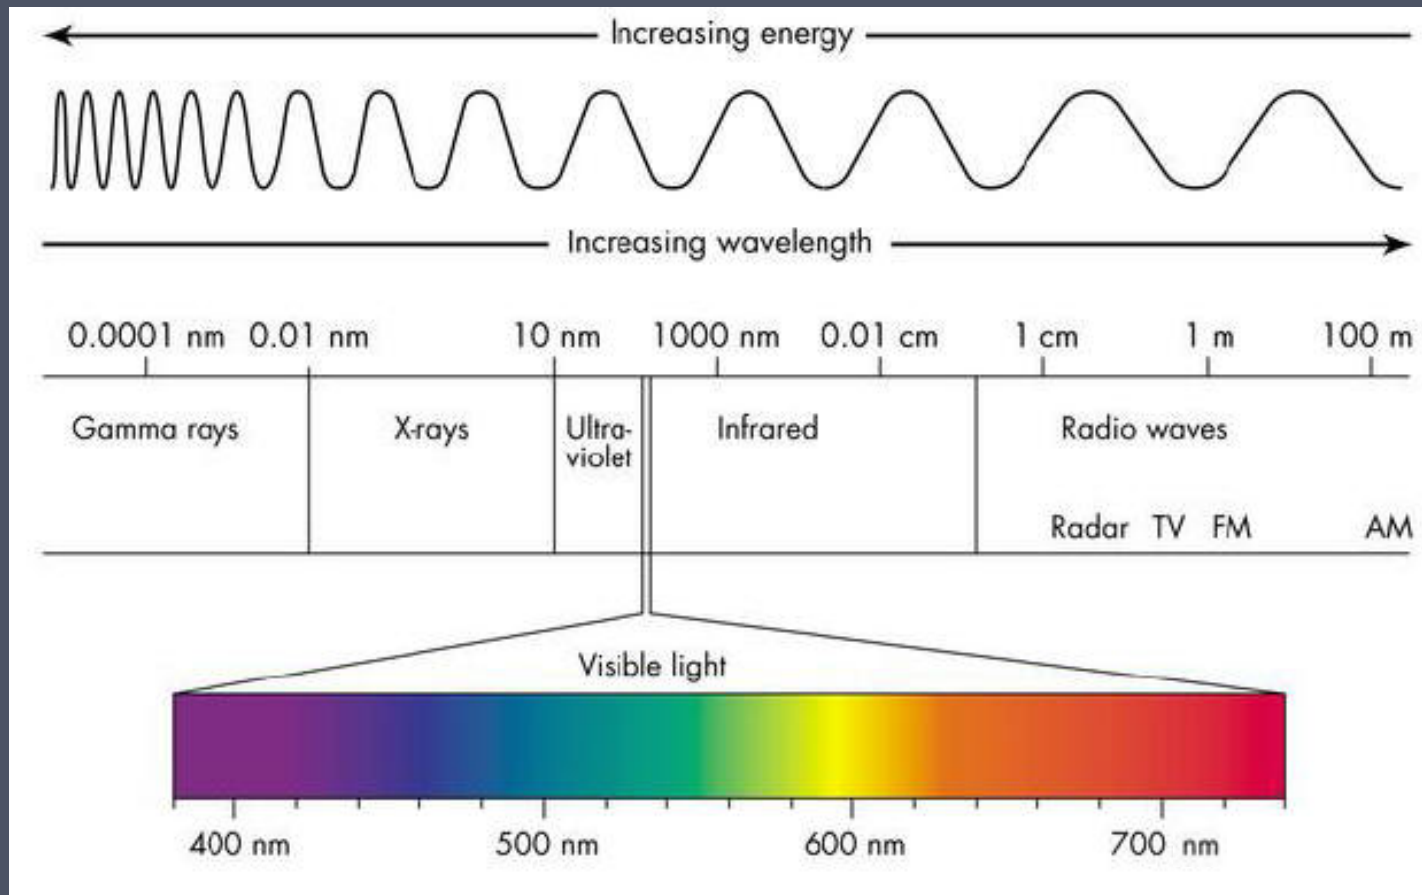 Increasing energy
Increasing wavelength
0.0001 nm 0.01 nm 10 nm 1000 nm 0.01 cm 1 cm 1 m 100 m
Gamma rays X-rays Ultra-violet Infrared Radio waves
Radar TV FM AM
Visible light
400 nm 500 nm 600 nm 700 nm